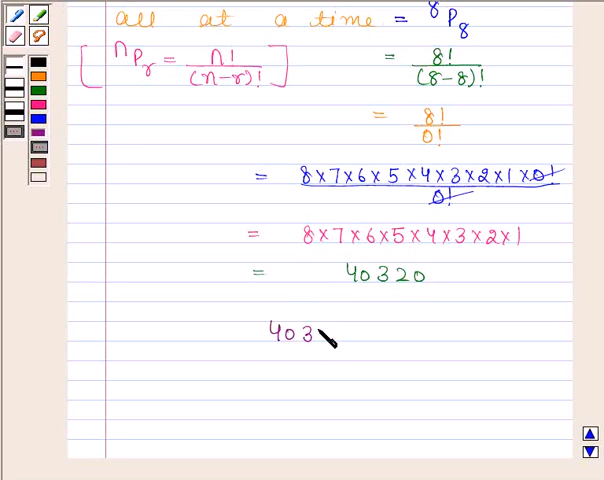 all at a time = ⁸P₈
[ ⁿPᵣ = n!/(n-r)! ] = 8!/(8-8)!
= 8!/0!
= 8×7×6×5×4×3×2×1×0!/0!
= 8×7×6×5×4×3×2×1
= 40320
403